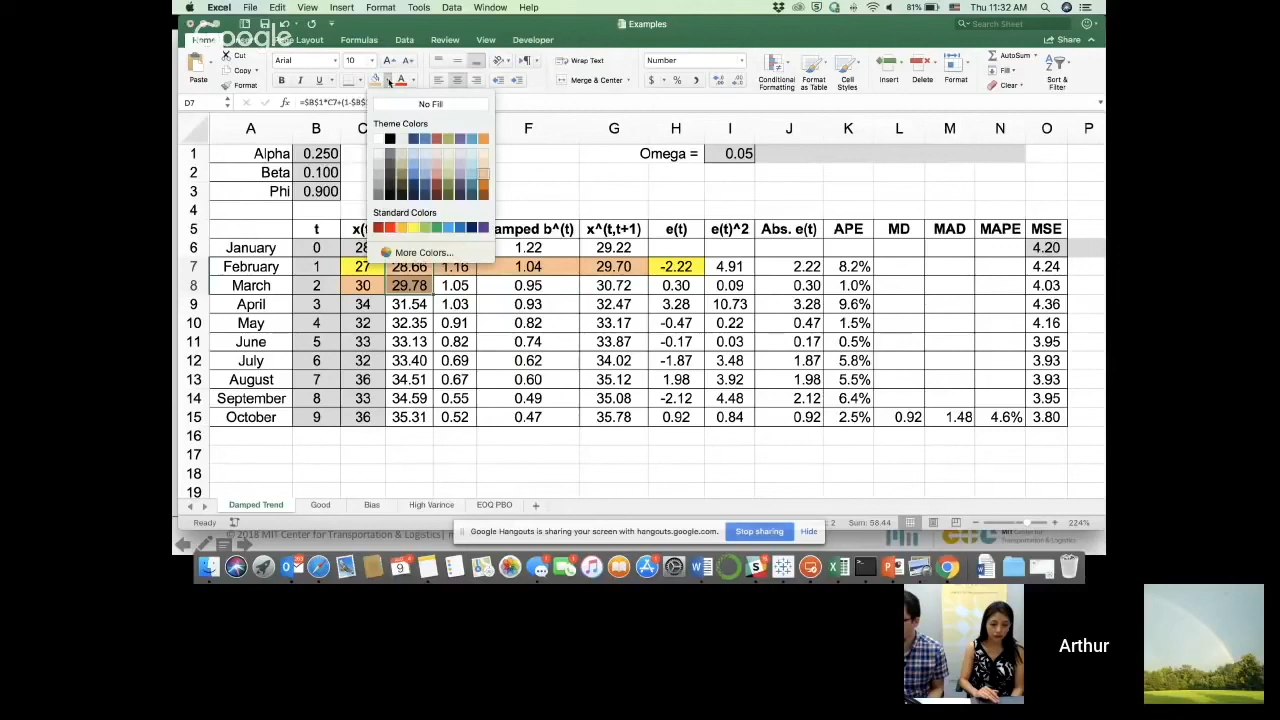 Excel File Edit View Insert Format Tools Data Window Help 81% Thu 11:32 AM
Google
Examples
Search Sheet
Home Page Layout Formulas Data Review View Developer Share
Paste Cut Copy Format Arial 10 Wrap Text Merge & Center Number Conditional Formatting Format as Table Cell Styles Insert Delete Format AutoSum Fill Clear Sort & Filter
D7 fx =$B$1*C7+(1-$B$
No Fill
Theme Colors
Standard Colors
More Colors...
A B C F G H I J K L M N O P
1 Alpha 0.250 Omega = 0.05
2 Beta 0.100
3 Phi 0.900
4
5 t x( amped b^(t) x^(t,t+1) e(t) e(t)^2 Abs. e(t) APE MD MAD MAPE MSE
6 January 0 28 1.22 29.22 4.20
7 February 1 27 28.66 1.16 1.04 29.70 -2.22 4.91 2.22 8.2% 4.24
8 March 2 30 29.78 1.05 0.95 30.72 0.30 0.09 0.30 1.0% 4.03
9 April 3 34 31.54 1.03 0.93 32.47 3.28 10.73 3.28 9.6% 4.36
10 May 4 32 32.35 0.91 0.82 33.17 -0.47 0.22 0.47 1.5% 4.16
11 June 5 33 33.13 0.82 0.74 33.87 -0.17 0.03 0.17 0.5% 3.95
12 July 6 32 33.40 0.69 0.62 34.02 -1.87 3.48 1.87 5.8% 3.93
13 August 7 36 34.51 0.67 0.60 35.12 1.98 3.92 1.98 5.5% 3.93
14 September 8 33 34.59 0.55 0.49 35.08 -2.12 4.48 2.12 6.4% 3.95
15 October 9 36 35.31 0.52 0.47 35.78 0.92 0.84 0.92 2.5% 0.92 1.48 4.6% 3.80
16
17
18
19
Damped Trend Good Bias High Varince EOQ PBO +
Ready : 2 Sum: 58.44 224%
Google Hangouts is sharing your screen with hangouts.google.com. Stop sharing Hide
© 2018 MIT Center for Transportation & Logistics
MIT Center for
Transportation & Logistics
Arthur